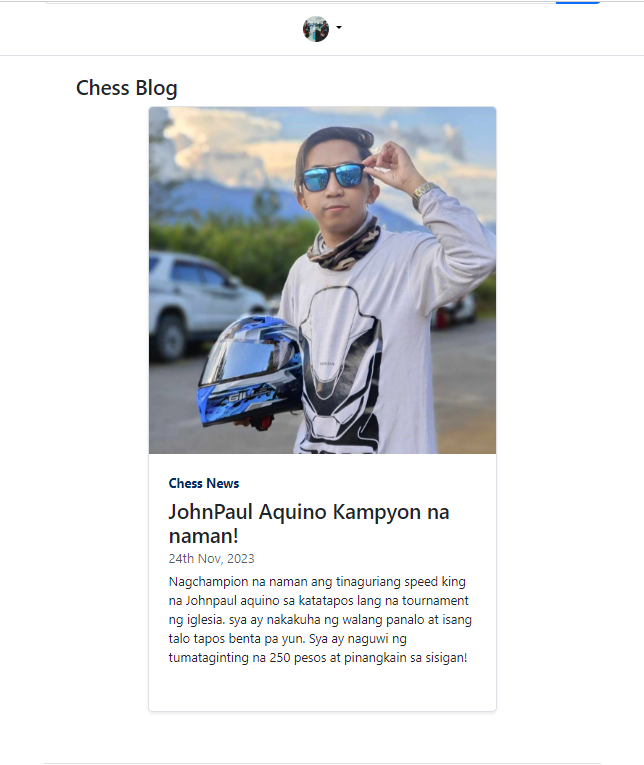 Chess Blog
Chess News
JohnPaul Aquino Kampyon na
naman!
24th Nov, 2023
Nagchampion na naman ang tinaguriang speed king
na Johnpaul aquino sa katatapos lang na tournament
ng iglesia. sya ay nakakuha ng walang panalo at isang
talo tapos benta pa yun. Sya ay naguwi ng
tumataginting na 250 pesos at pinangkain sa sisigan!